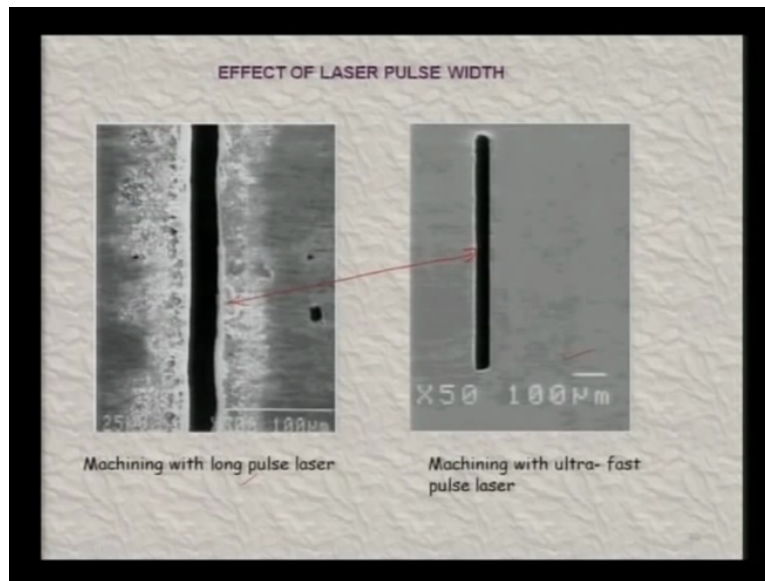 EFFECT OF LASER PULSE WIDTH
100µm
X50 100µm
Machining with long pulse laser
Machining with ultra- fast
pulse laser